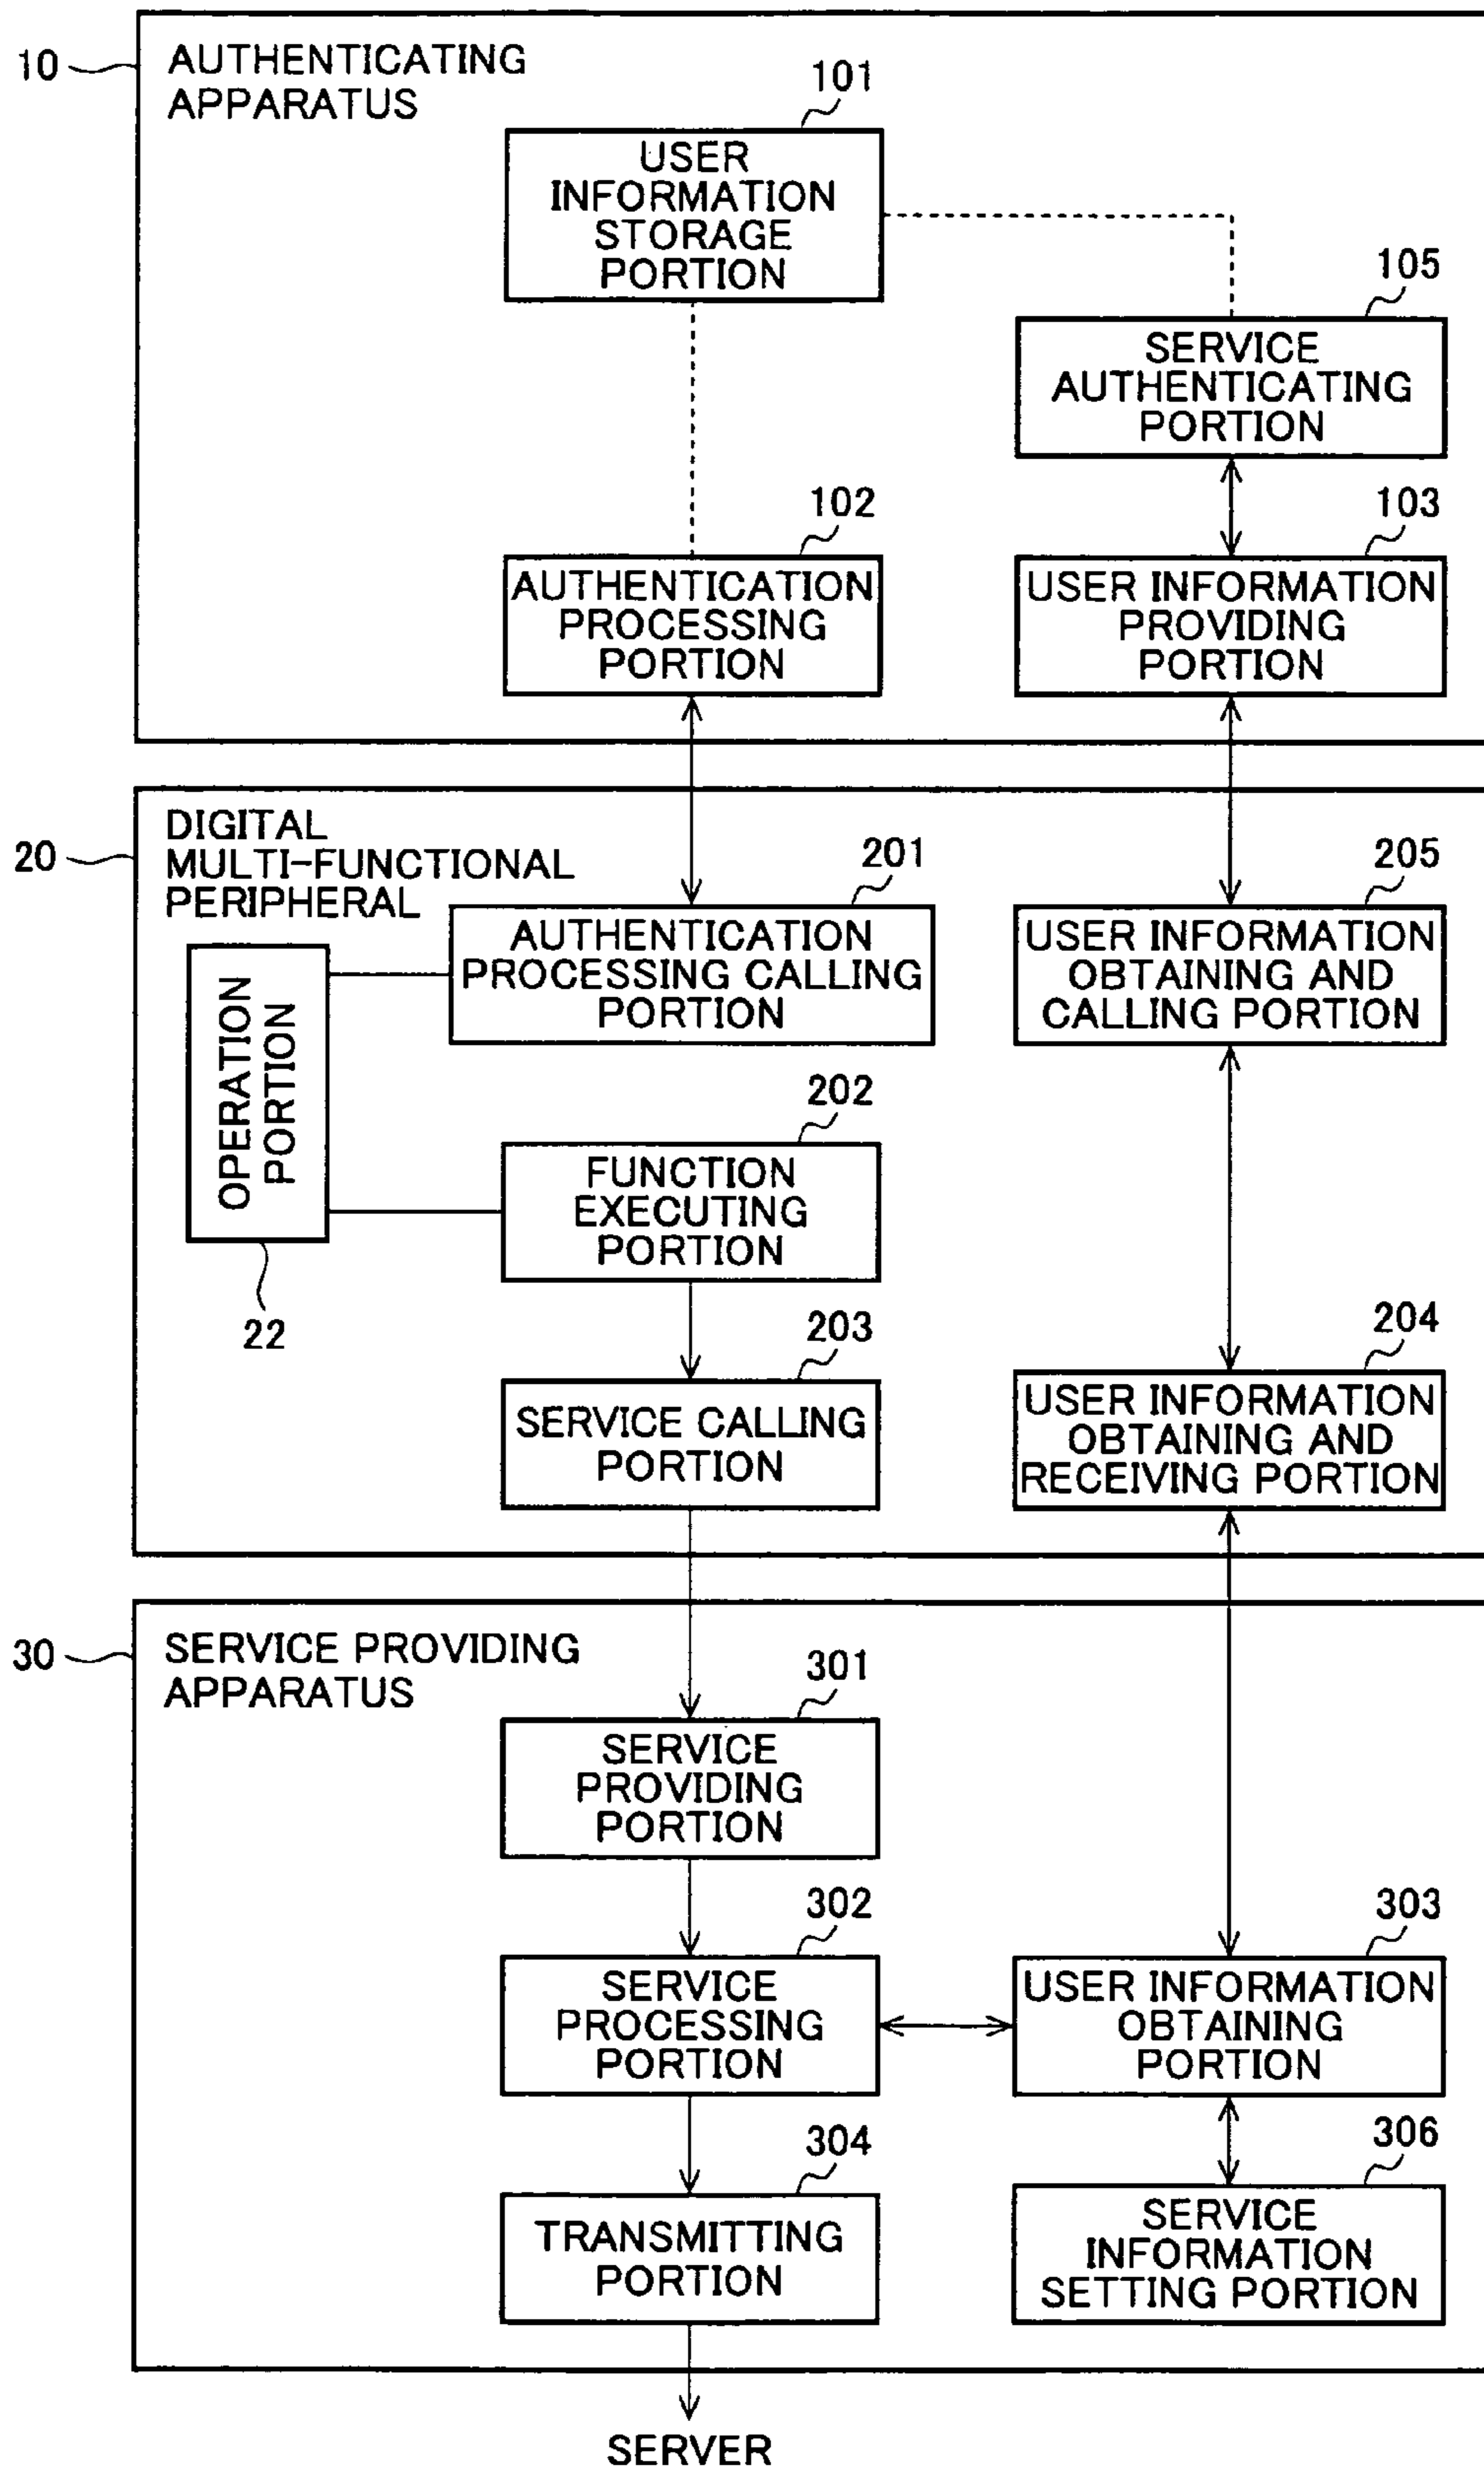 10
AUTHENTICATING
APPARATUS
101
USER
INFORMATION
STORAGE
PORTION
105
SERVICE
AUTHENTICATING
PORTION
102
AUTHENTICATION
PROCESSING
PORTION
103
USER INFORMATION
PROVIDING
PORTION
20
DIGITAL
MULTI-FUNCTIONAL
PERIPHERAL
201
AUTHENTICATION
PROCESSING CALLING
PORTION
205
USER INFORMATION
OBTAINING AND
CALLING PORTION
OPERATION
PORTION
22
202
FUNCTION
EXECUTING
PORTION
203
SERVICE CALLING
PORTION
204
USER INFORMATION
OBTAINING AND
RECEIVING PORTION
30
SERVICE PROVIDING
APPARATUS
301
SERVICE
PROVIDING
PORTION
302
SERVICE
PROCESSING
PORTION
303
USER INFORMATION
OBTAINING
PORTION
304
TRANSMITTING
PORTION
306
SERVICE
INFORMATION
SETTING PORTION
SERVER